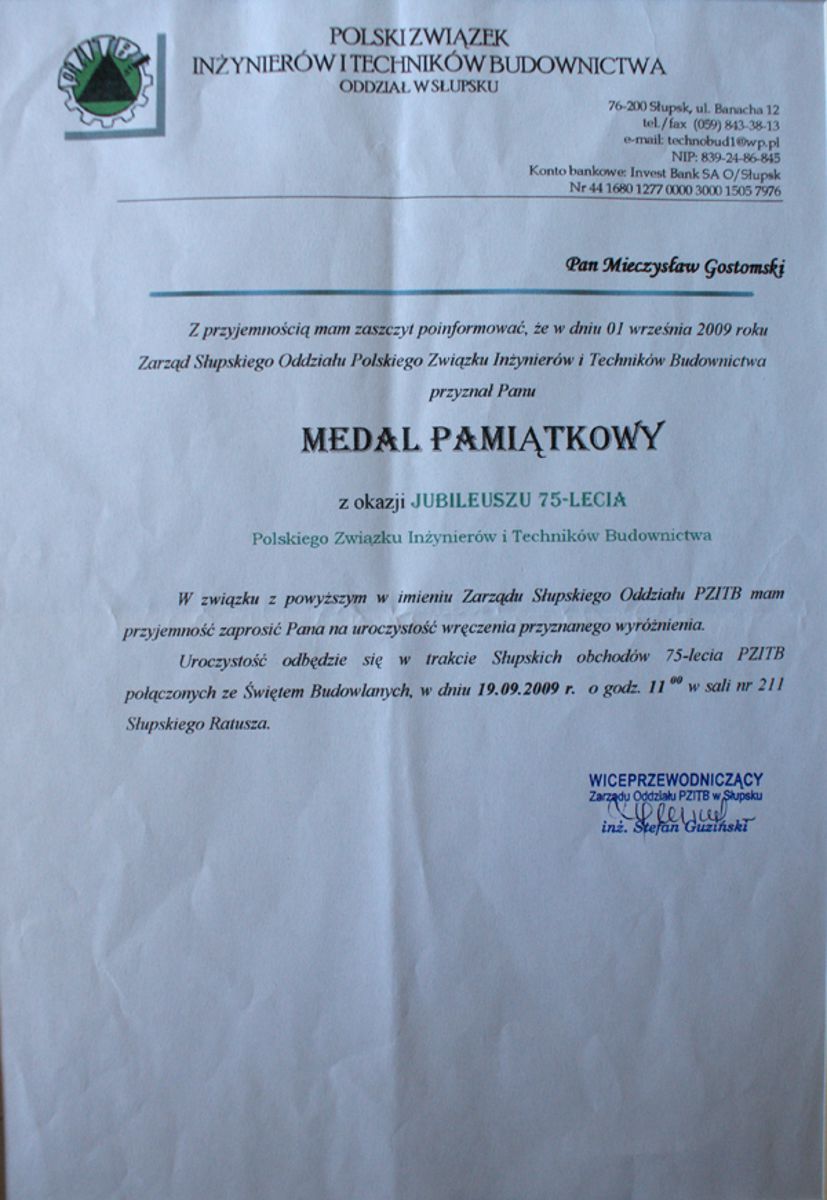 PZITB
POLSKI ZWIĄZEK
INŻYNIERÓW I TECHNIKÓW BUDOWNICTWA
ODDZIAŁ W SŁUPSKU
76-200 Słupsk, ul. Banacha 12
tel./fax (059) 843-38-13
e-mail: technobud1@wp.pl
NIP: 839-24-86-845
Konto bankowe: Invest Bank SA O/Słupsk
Nr 44 1680 1277 0000 3000 1505 7976
Pan Mieczysław Gostomski
Z przyjemnością mam zaszczyt poinformować, że w dniu 01 września 2009 roku
Zarząd Słupskiego Oddziału Polskiego Związku Inżynierów i Techników Budownictwa
przyznał Panu
MEDAL PAMIĄTKOWY
z okazji JUBILEUSZU 75-LECIA
Polskiego Związku Inżynierów i Techników Budownictwa
W związku z powyższym w imieniu Zarządu Słupskiego Oddziału PZITB mam
przyjemność zaprosić Pana na uroczystość wręczenia przyznanego wyróżnienia.
Uroczystość odbędzie się w trakcie Słupskich obchodów 75-lecia PZITB
połączonych ze Świętem Budowlanych, w dniu 19.09.2009 r. o godz. 11 00 w sali nr 211
Słupskiego Ratusza.
WICEPRZEWODNICZĄCY
Zarządu Oddziału PZITB w Słupsku
inż. Stefan Guziński